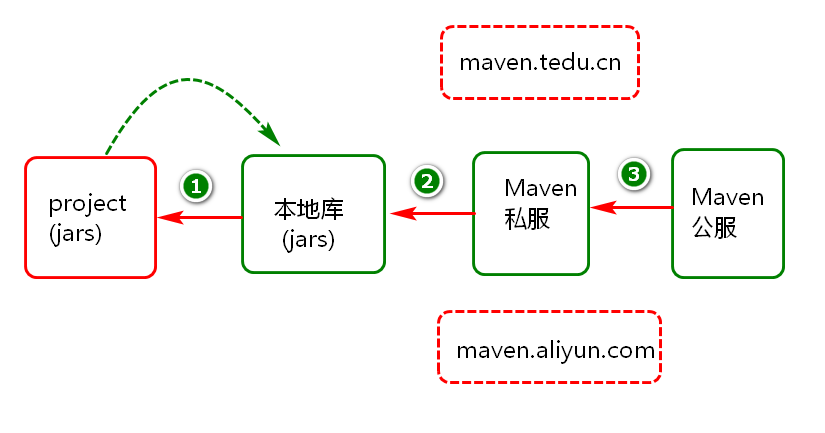 maven.tedu.cn
project
(jars)
1
本地库
(jars)
2
Maven
私服
3
Maven
公服
maven.aliyun.com